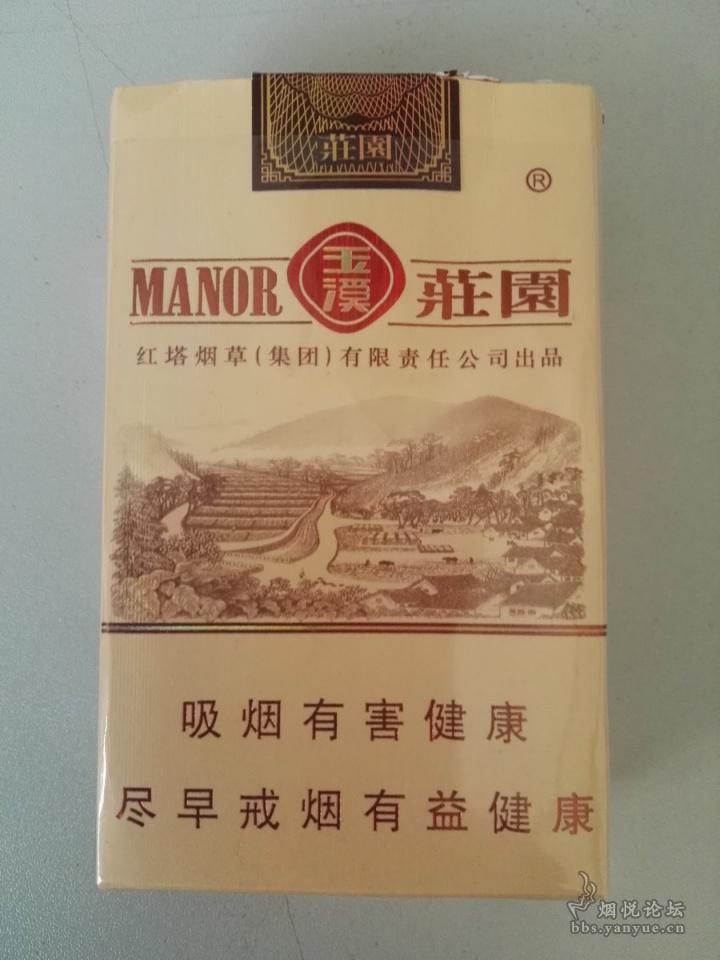 莊園
®
MANOR 玉溪 莊園
红塔烟草(集团)有限责任公司出品
吸烟有害健康
尽早戒烟有益健康
烟悦论坛
bbs.yanyue.cn